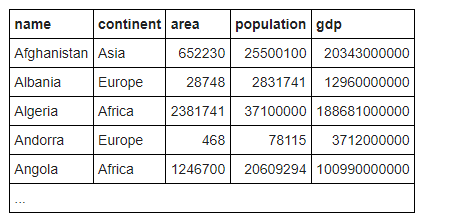 name continent area population gdp
Afghanistan Asia 652230 25500100 20343000000
Albania Europe 28748 2831741 12960000000
Algeria Africa 2381741 37100000 188681000000
Andorra Europe 468 78115 3712000000
Angola Africa 1246700 20609294 100990000000
...